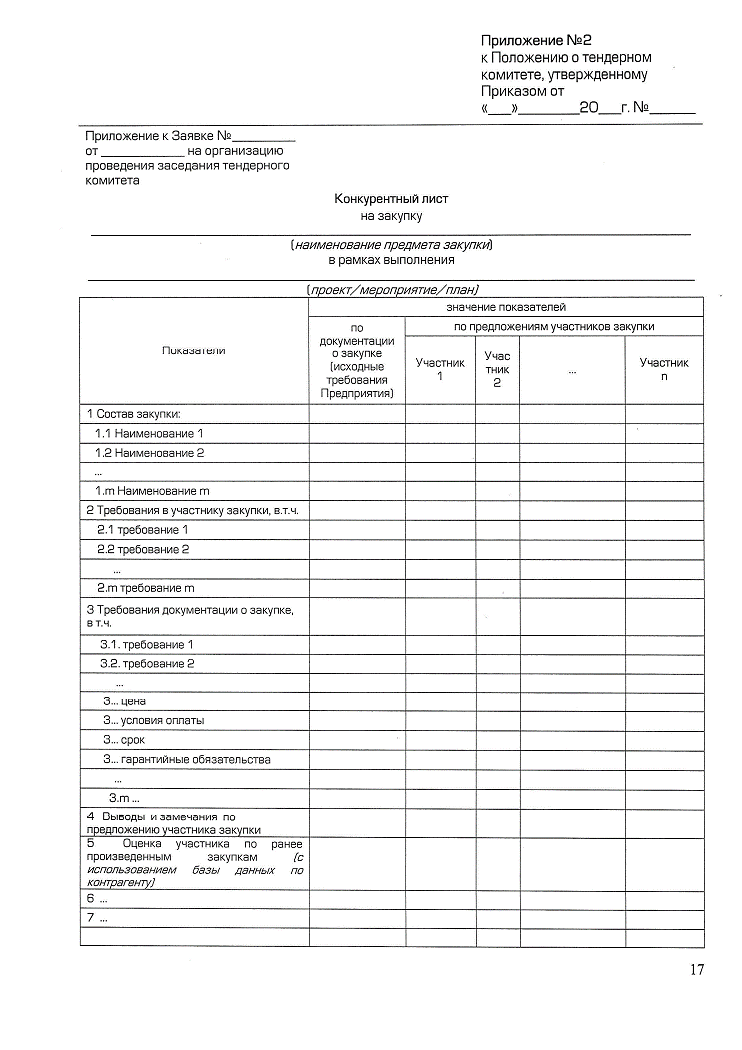 Приложение №2
к Положению о тендерном
комитете, утвержденному
Приказом от
«___»________20___г. №______
Приложение к Заявке №_________
от ____________ на организацию
проведения заседания тендерного
комитета
Конкурентный лист
на закупку
(наименование предмета закупки)
в рамках выполнения
(проект/мероприятие/план)
Показатели
значение показателей
по
документации
о закупке
(исходные
требования
Предприятия)
по предложениям участников закупки
Участник
1
Учас
тник
2
...
Участник
n
1 Состав закупки:
1.1 Наименование 1
1.2 Наименование 2
...
1.m Наименование m
2 Требования в участнику закупки, в.т.ч.
2.1 требование 1
2.2 требование 2
...
2.m требование m
3 Требования документации о закупке,
в т.ч.
3.1. требование 1
3.2. требование 2
...
3... цена
3... условия оплаты
3... срок
3... гарантийные обязательства
...
3.m ...
4 Выводы и замечания по
предложению участника закупки
5 Оценка участника по ранее
произведенным закупкам (с
использованием базы данных по
контрагенту)
6 ...
7 ...
17